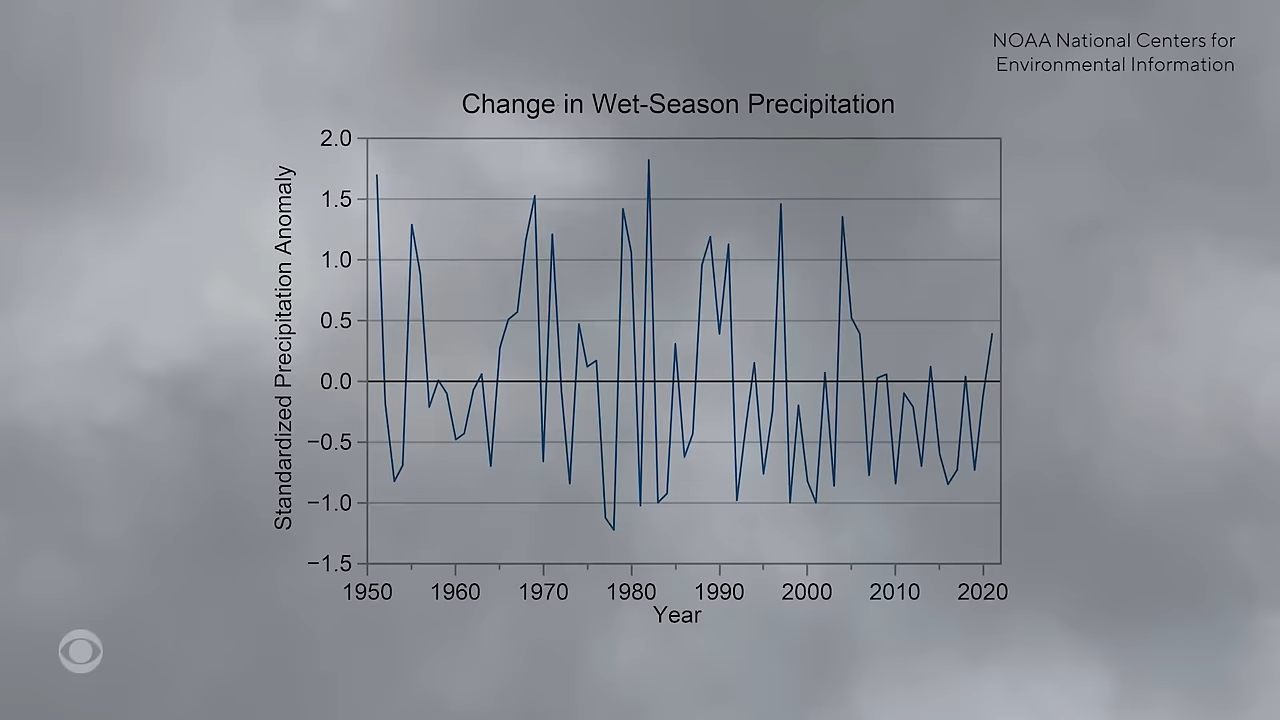 NOAA National Centers for
Environmental Information
Change in Wet-Season Precipitation
Standardized Precipitation Anomaly
2.0
1.5
1.0
0.5
0.0
−0.5
−1.0
−1.5
1950 1960 1970 1980 1990 2000 2010 2020
Year